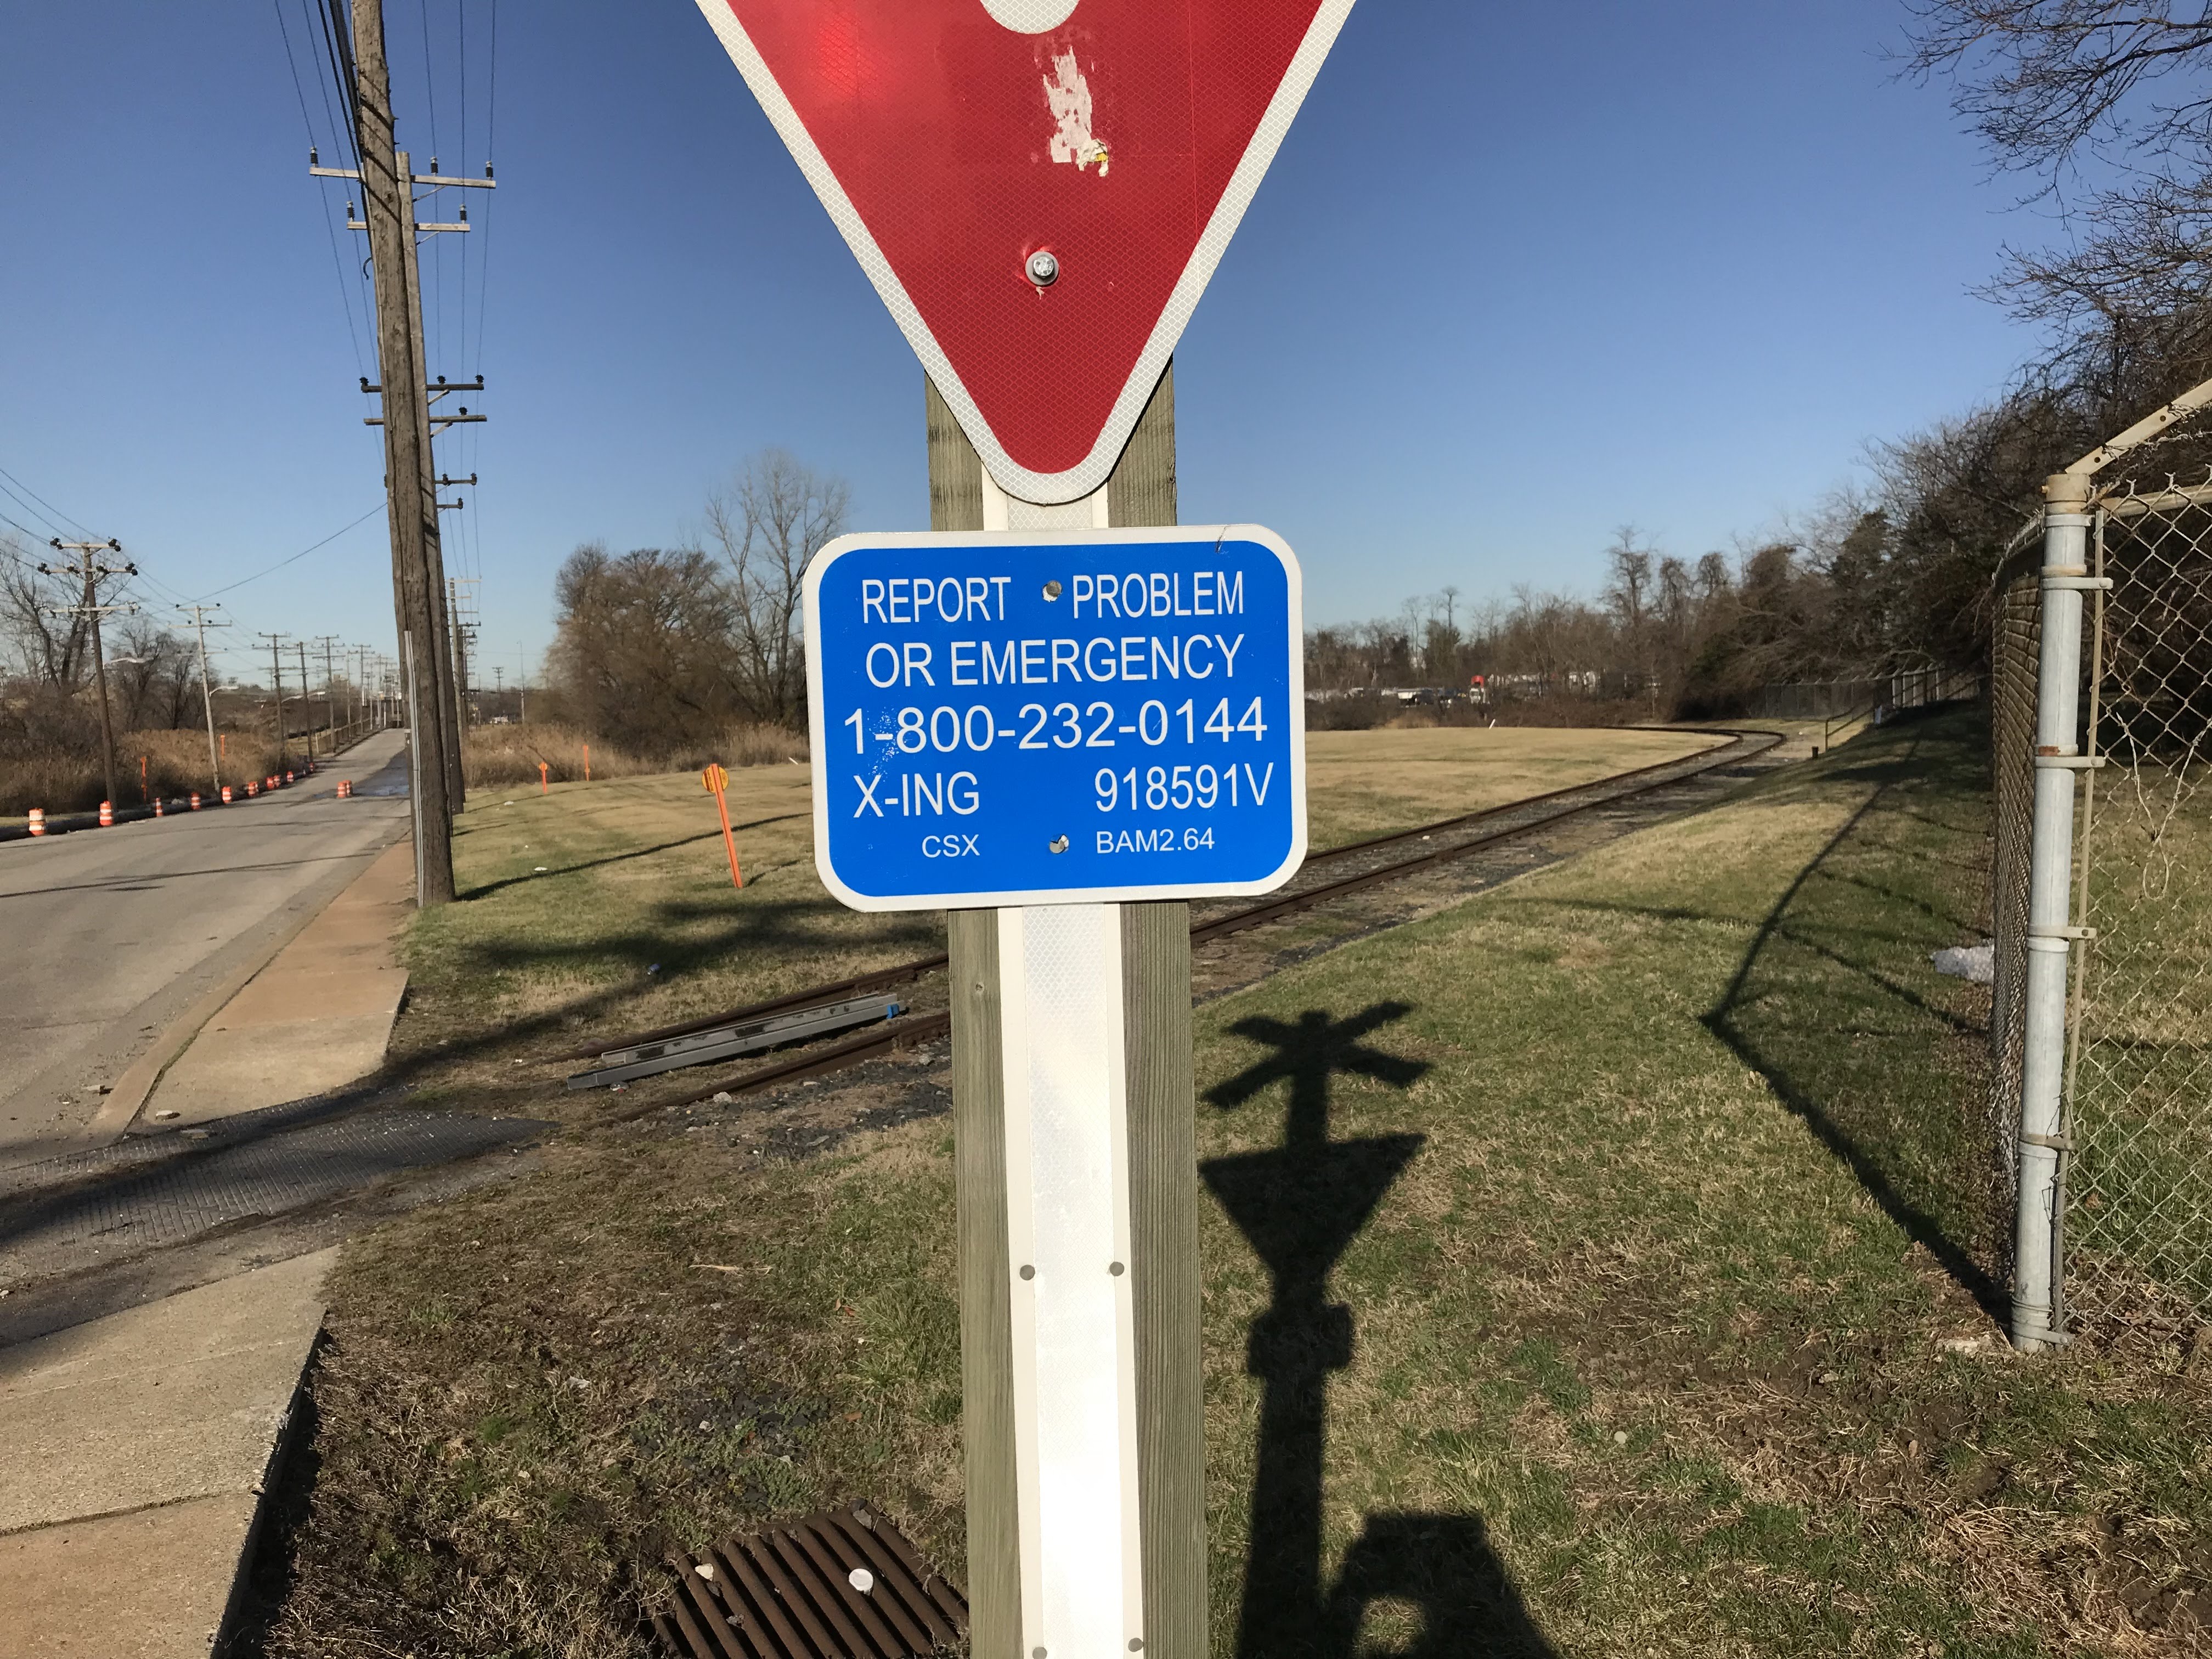 REPORT PROBLEM
OR EMERGENCY
1-800-232-0144
X-ING 918591V
CSX BAM2.64